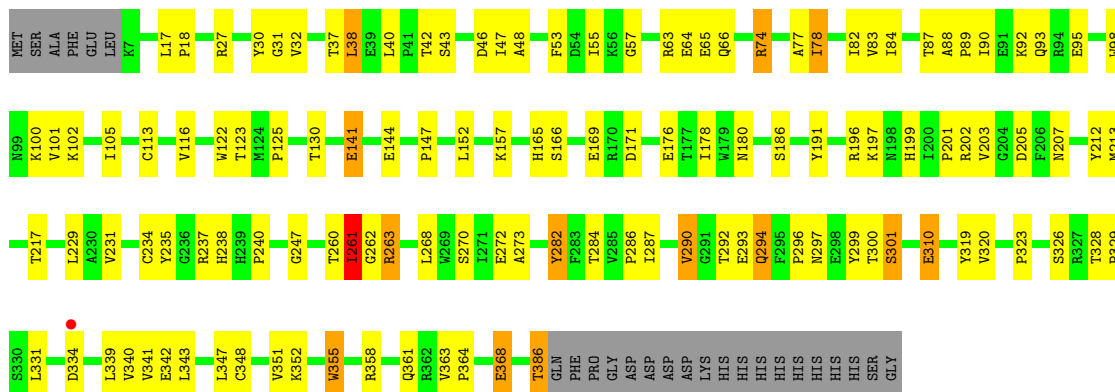 MET SER ALA PHE GLU LEU K7 L17 P18 R27 Y30 G31 V32 T37 L38 E39 L40 P41 T42 S43 D46 I47 A48 F53 D54 I55 K56 G57 R63 E64 E65 Q66 R74 A77 I78 I82 V83 I84 T87 A88 P89 I90 E91 K92 Q93 R94 E95
N99 K100 V101 K102 I105 C113 V116 W122 T123 M124 P125 T130 E141 E144 P147 L152 K157 H165 S166 E169 R170 D171 E176 T177 I178 W179 N180 S186 Y191 R196 K197 N198 H199 I200 P201 R202 V203 G204 D205 F206 N207 Y212
T217 L229 A230 V231 C234 Y235 G236 R237 H238 H239 P240 G247 T260 I261 G262 R263 L268 W269 S270 I271 E272 A273 Y282 F283 T284 V285 P286 I287 V290 G291 T292 E293 Q294 F295 P296 N297 E298 Y299 T300 S301 E310 Y319 V320 P323 S326 R327 T328
S330 L331 D334 L339 V340 V341 E342 L343 L347 C348 V351 K352 W355 R358 Q361 R362 V363 P364 E368 T386 GLN PHE PRO GLY ASP ASP ASP ASP LYS HIS HIS HIS HIS HIS HIS SER GLY